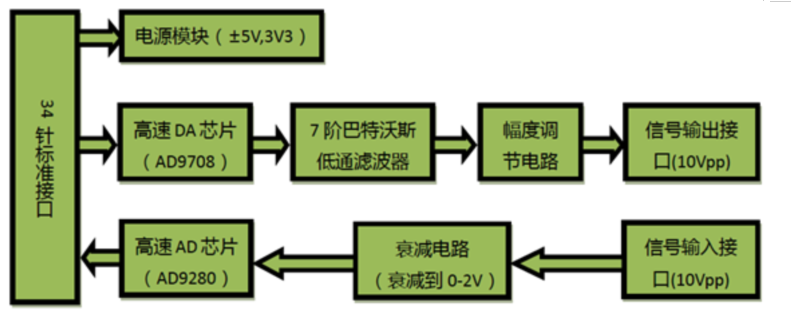 34针标准接口
电源模块（±5V,3V3）
高速 DA 芯片
（AD9708）
7 阶巴特沃斯
低通滤波器
幅度调
节电路
信号输出接
口(10Vpp)
高速 AD 芯片
（AD9280）
衰减电路
（衰减到 0-2V）
信号输入接
口(10Vpp)